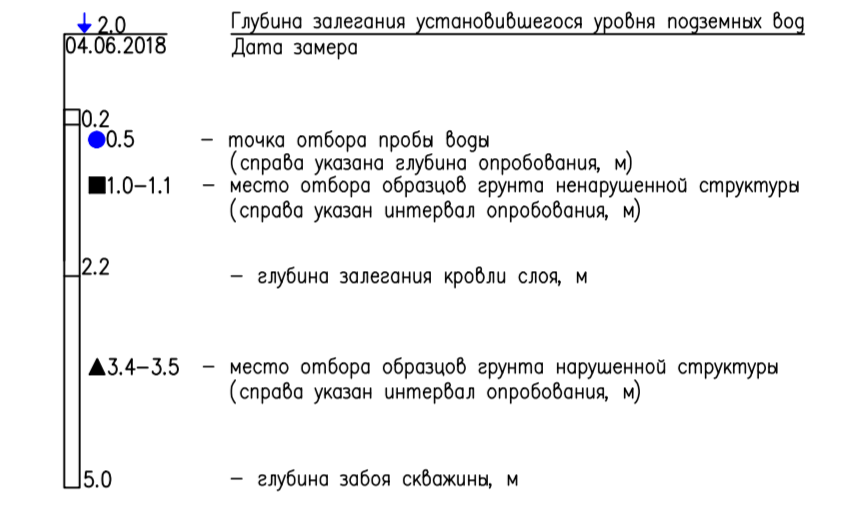 2.0 Глубина залегания установившегося уровня подземных вод
04.06.2018 Дата замера
0.2
0.5 – точка отбора пробы воды
(справа указана глубина опробования, м)
1.0–1.1 – место отбора образцов грунта ненарушенной структуры
(справа указан интервал опробования, м)
2.2 – глубина залегания кровли слоя, м
3.4–3.5 – место отбора образцов грунта нарушенной структуры
(справа указан интервал опробования, м)
5.0 – глубина забоя скважины, м